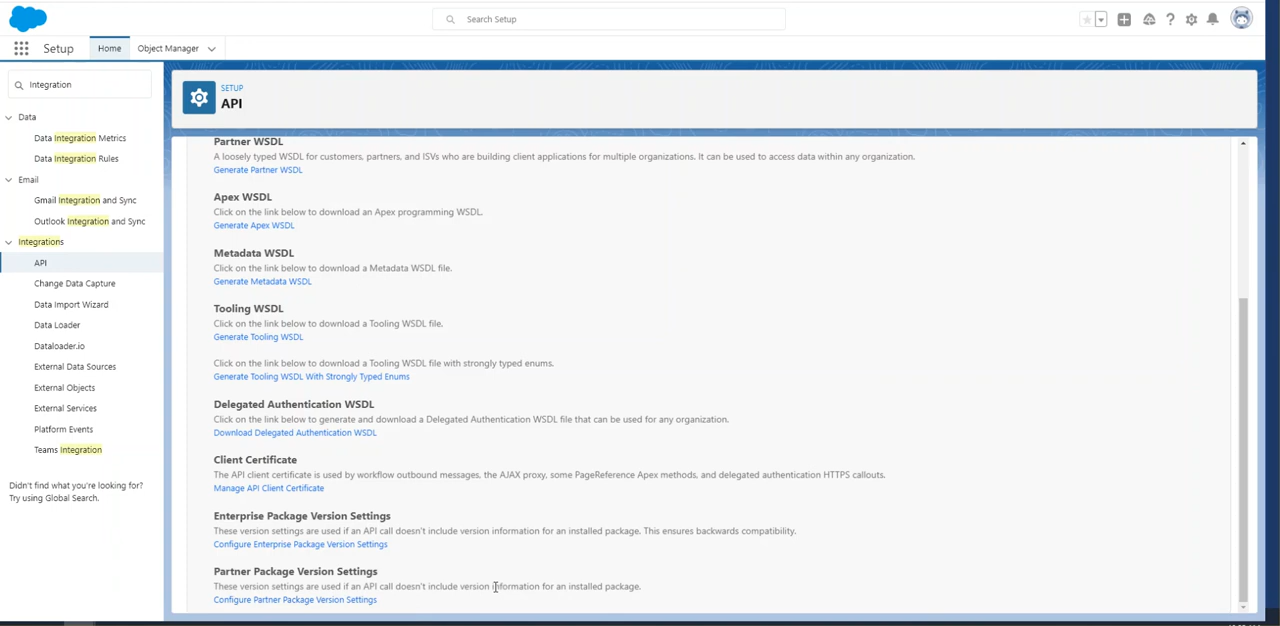 Search Setup
Setup
Home
Object Manager
Integration
Data
Data Integration Metrics
Data Integration Rules
Email
Gmail Integration and Sync
Outlook Integration and Sync
Integrations
API
Change Data Capture
Data Import Wizard
Data Loader
Dataloader.io
External Data Sources
External Objects
External Services
Platform Events
Teams Integration
Didn't find what you're looking for?
Try using Global Search.
SETUP
API
Partner WSDL
A loosely typed WSDL for customers, partners, and ISVs who are building client applications for multiple organizations. It can be used to access data within any organization.
Generate Partner WSDL
Apex WSDL
Click on the link below to download an Apex programming WSDL.
Generate Apex WSDL
Metadata WSDL
Click on the link below to download a Metadata WSDL file.
Generate Metadata WSDL
Tooling WSDL
Click on the link below to download a Tooling WSDL file.
Generate Tooling WSDL
Click on the link below to download a Tooling WSDL file with strongly typed enums.
Generate Tooling WSDL With Strongly Typed Enums
Delegated Authentication WSDL
Click on the link below to generate and download a Delegated Authentication WSDL file that can be used for any organization.
Download Delegated Authentication WSDL
Client Certificate
The API client certificate is used by workflow outbound messages, the AJAX proxy, some PageReference Apex methods, and delegated authentication HTTPS callouts.
Manage API Client Certificate
Enterprise Package Version Settings
These version settings are used if an API call doesn't include version information for an installed package. This ensures backwards compatibility.
Configure Enterprise Package Version Settings
Partner Package Version Settings
These version settings are used if an API call doesn't include version information for an installed package.
Configure Partner Package Version Settings